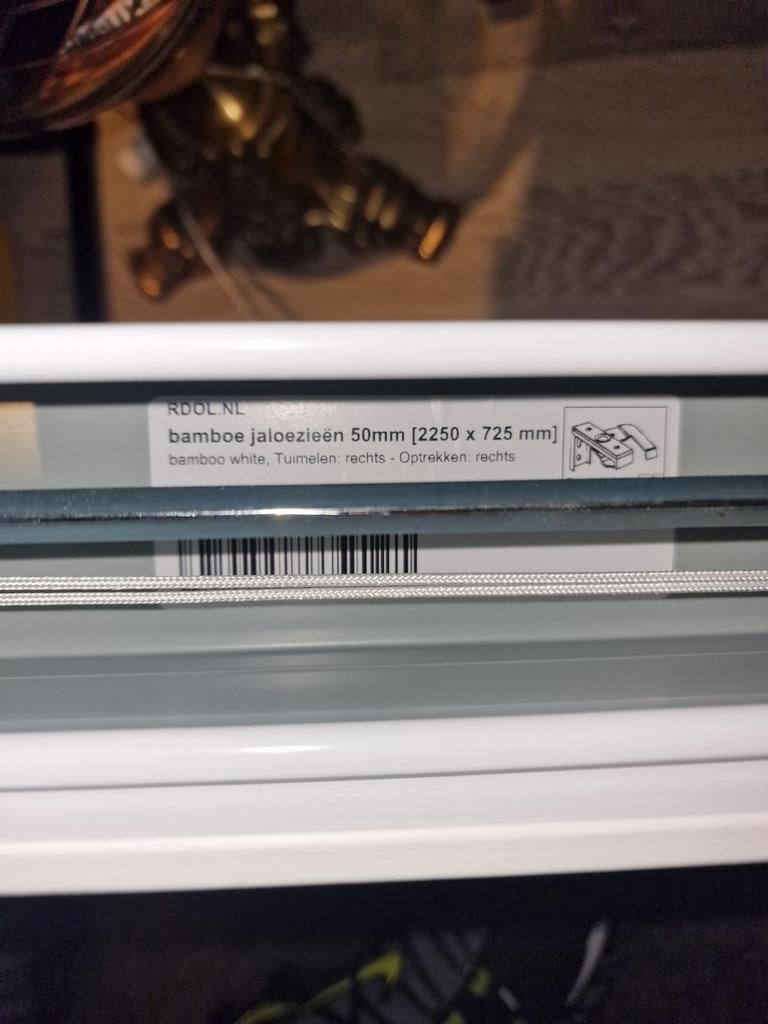 RDOL.NL
bamboe jaloezieën 50mm [2250 x 725 mm]
bamboo white, Tuimelen: rechts - Optrekken: rechts